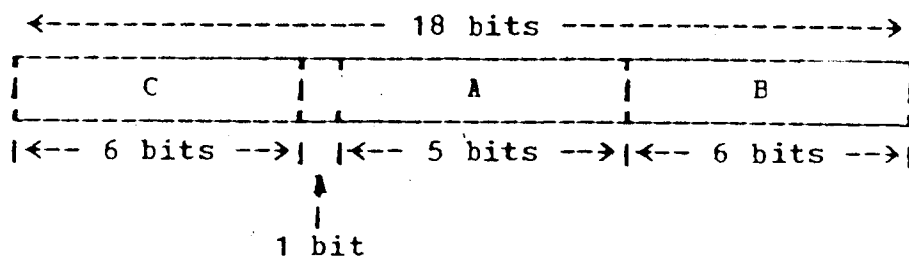 <---------------- 18 bits ---------------->
C A B
|<-- 6 bits -->| |<-- 5 bits -->|<-- 6 bits -->|
1 bit